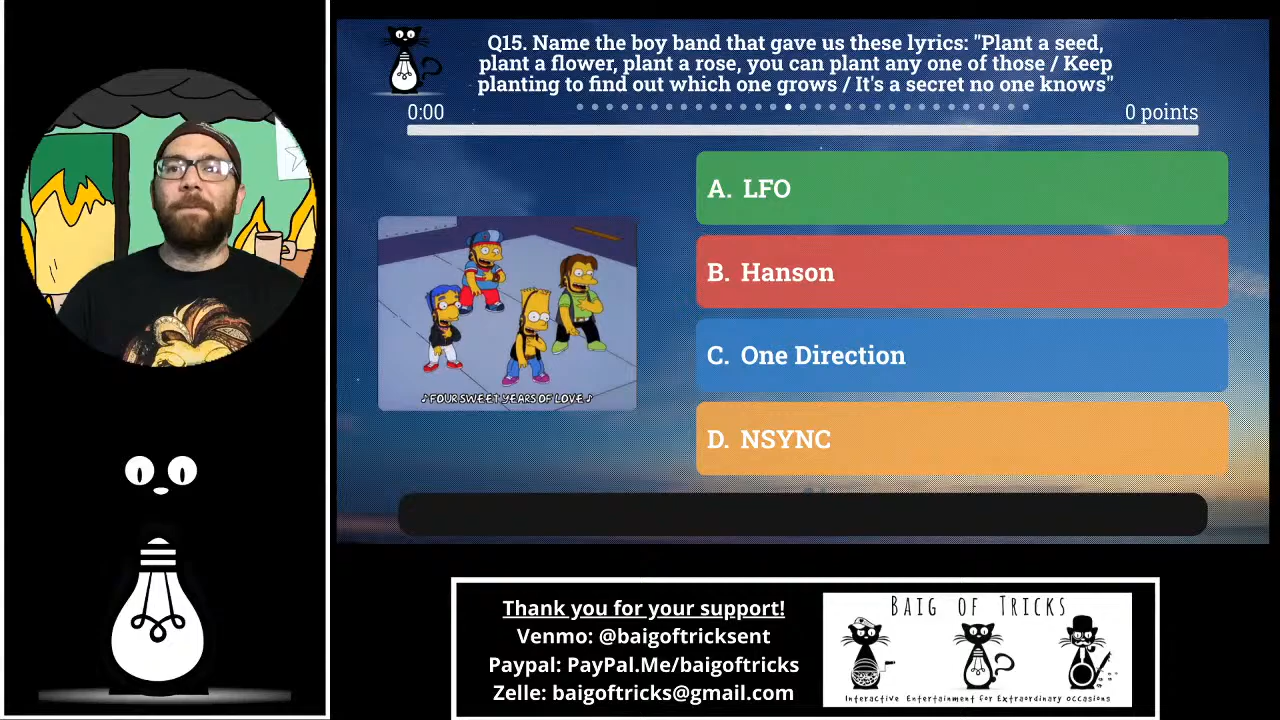 Q15. Name the boy band that gave us these lyrics: "Plant a seed,
plant a flower, plant a rose, you can plant any one of those / Keep
planting to find out which one grows / It's a secret no one knows"
0:00
0 points
A. LFO
B. Hanson
C. One Direction
D. NSYNC
♪FOUR SWEET YEARS OF LOVE♪
Thank you for your support!
Venmo: @baigoftricksent
Paypal: PayPal.Me/baigoftricks
Zelle: baigoftricks@gmail.com
BAIG OF TRICKS
Interactive Entertainment for Extraordinary occasions